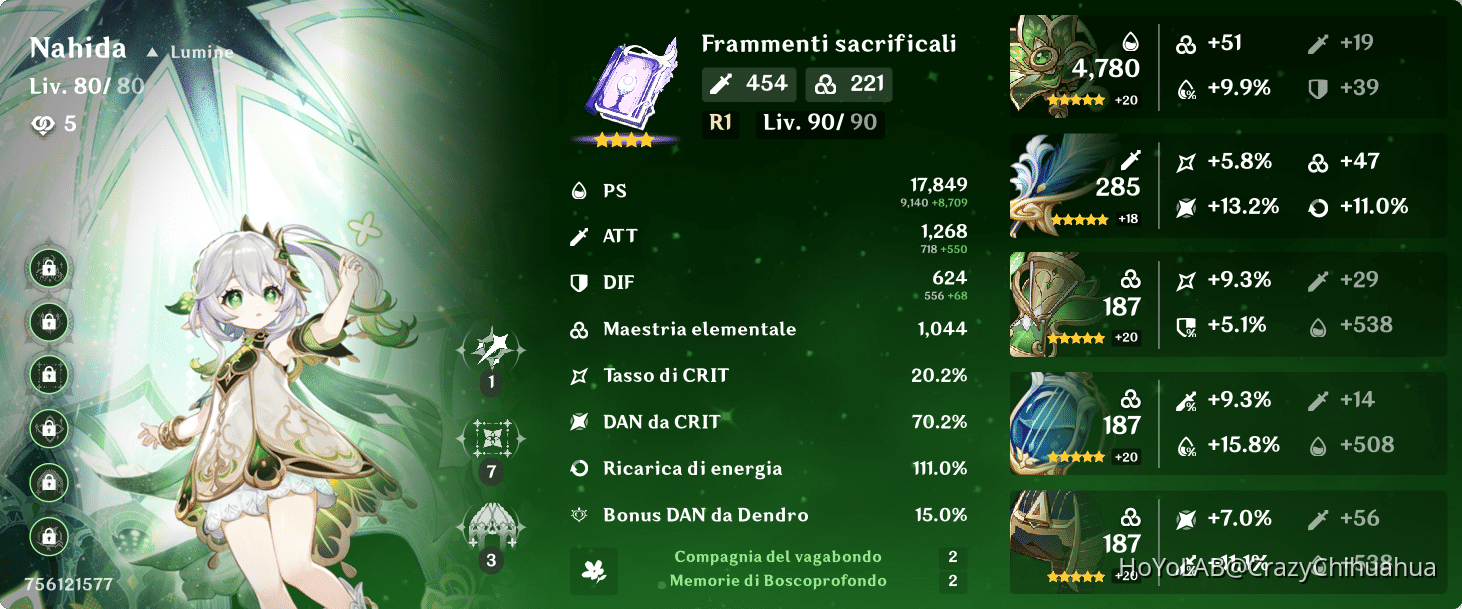 Nahida Lumine
Liv. 80/ 80
5
1
7
3
756121577
Frammenti sacrificali
454 221
R1 Liv. 90/ 90
PS 17,849
9,140 +8,709
ATT 1,268
718 +550
DIF 624
556 +68
Maestria elementale 1,044
Tasso di CRIT 20.2%
DAN da CRIT 70.2%
Ricarica di energia 111.0%
Bonus DAN da Dendro 15.0%
Compagnia del vagabondo 2
Memorie di Boscoprofondo 2
4,780
+20
+51 +19
+9.9% +39
285
+18
+5.8% +47
+13.2% +11.0%
187
+20
+9.3% +29
+5.1% +538
187
+20
+9.3% +14
+15.8% +508
187
+20
+7.0% +56
+11.1% +538
HoYoLAB@CrazyChihuahua